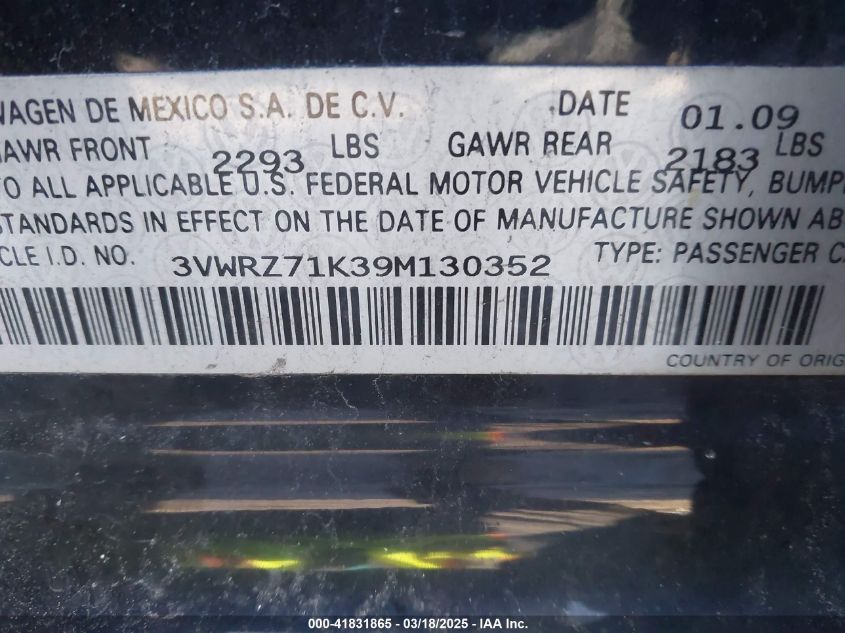 WAGEN DE MEXICO S.A. DE C.V. DATE 01.09
GAWR FRONT 2293 LBS GAWR REAR 2183 LBS
TO ALL APPLICABLE U.S. FEDERAL MOTOR VEHICLE SAFETY, BUMP
STANDARDS IN EFFECT ON THE DATE OF MANUFACTURE SHOWN AB
CLE I.D. NO. 3VWRZ71K39M130352 TYPE: PASSENGER C
COUNTRY OF ORIG
000-41831865 / 03/18/2025 - IAA Inc.